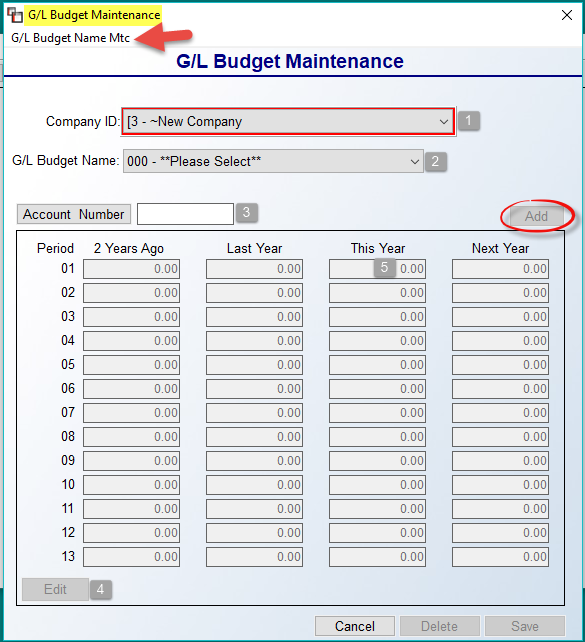 G/L Budget Maintenance
G/L Budget Name Mtc
G/L Budget Maintenance
Company ID: [3 - ~New Company 1
G/L Budget Name: 000 - **Please Select** 2
Account Number 3 Add
Period 2 Years Ago Last Year This Year Next Year
01 0.00 0.00 5 0.00 0.00
02 0.00 0.00 0.00 0.00
03 0.00 0.00 0.00 0.00
04 0.00 0.00 0.00 0.00
05 0.00 0.00 0.00 0.00
06 0.00 0.00 0.00 0.00
07 0.00 0.00 0.00 0.00
08 0.00 0.00 0.00 0.00
09 0.00 0.00 0.00 0.00
10 0.00 0.00 0.00 0.00
11 0.00 0.00 0.00 0.00
12 0.00 0.00 0.00 0.00
13 0.00 0.00 0.00 0.00
Edit 4
Cancel Delete Save